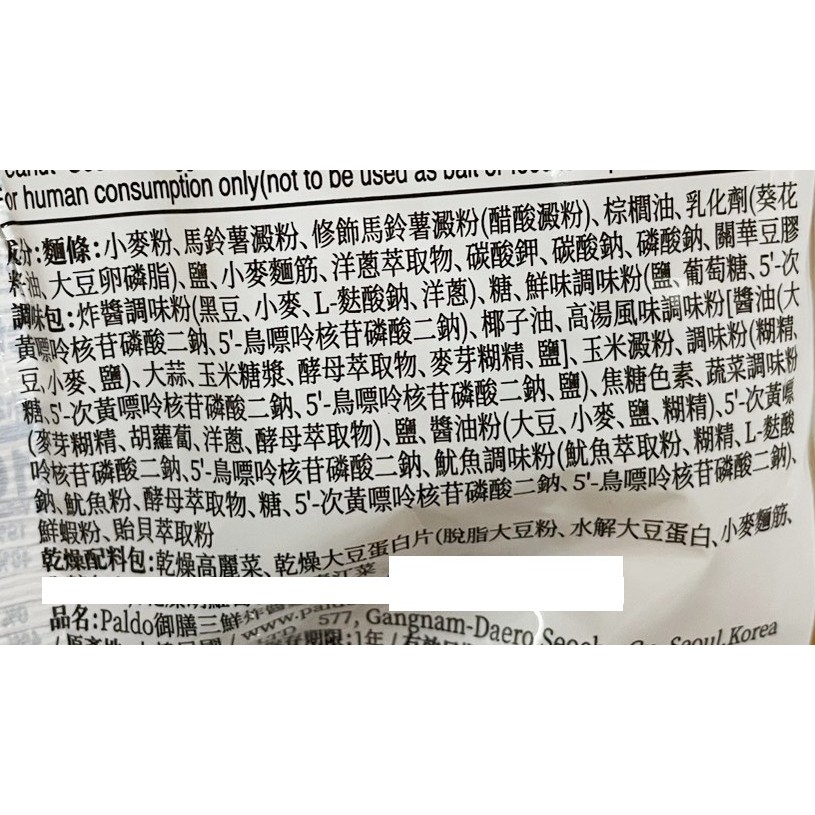 or human consumption only(not to be used as bait or
分:麵條:小麥粉、馬鈴薯澱粉、修飾馬鈴薯澱粉(醋酸澱粉)、棕櫚油、乳化劑(葵花
籽油、大豆卵磷脂)、鹽、小麥麵筋、洋蔥萃取物、碳酸鉀、碳酸鈉、磷酸鈉、關華豆膠
調味包:炸醬調味粉(黑豆、小麥、L-麩酸鈉、洋蔥)、糖、鮮味調味粉(鹽、葡萄糖、5'-次
黃嘌呤核苷磷酸二鈉、5'-鳥嘌呤核苷磷酸二鈉)、椰子油、高湯風味調味粉[醬油(大
豆、小麥、鹽)、大蒜、玉米糖漿、酵母萃取物、麥芽糊精、鹽]、玉米澱粉、調味粉(糊精、
糖、5'-次黃嘌呤核苷磷酸二鈉、5'-鳥嘌呤核苷磷酸二鈉、鹽)、焦糖色素、蔬菜調味粉
(麥芽糊精、胡蘿蔔、洋蔥、酵母萃取物)、鹽、醬油粉(大豆、小麥、鹽、糊精)、5'-次黃嘌
呤核苷磷酸二鈉、5'-鳥嘌呤核苷磷酸二鈉、魷魚調味粉(魷魚萃取粉、糊精、L-麩酸
鈉、魷魚粉、酵母萃取物、糖、5'-次黃嘌呤核苷磷酸二鈉、5'-鳥嘌呤核苷磷酸二鈉)、
鮮蝦粉、貽貝萃取粉
乾燥配料包:乾燥高麗菜、乾燥大豆蛋白片(脫脂大豆粉、水解大豆蛋白、小麥麵筋、
品名:Paldo御膳三鮮炸醬 577, Gangnam-Daero Seoul, Korea
期限:1年